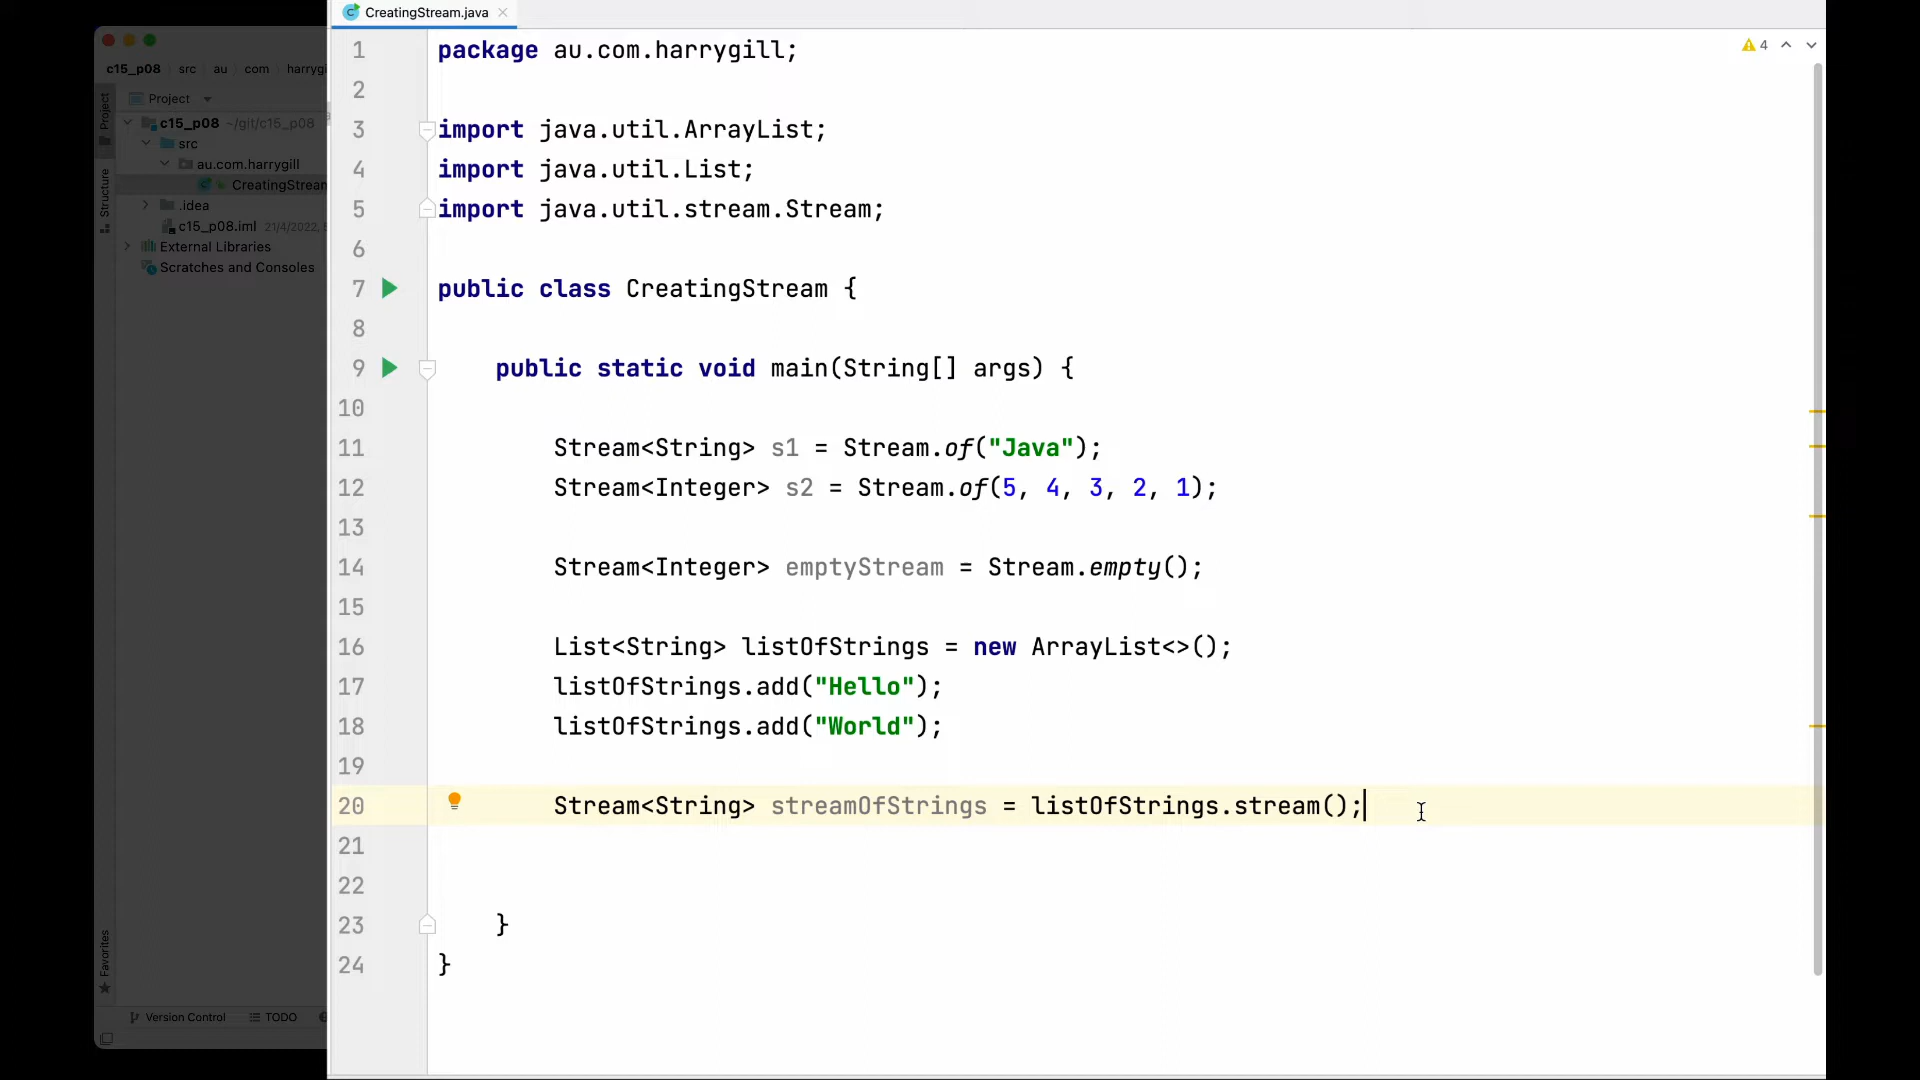 CreatingStream.java
4
c15_p08 src au com harrygi
Project
Project
c15_p08 ~/git/c15_p08
src
au.com.harrygill
CreatingStream
.idea
c15_p08.iml 21/4/2022,
External Libraries
Scratches and Consoles
Structure
Favorites
Version Control TODO
1 package au.com.harrygill;
2
3 import java.util.ArrayList;
4 import java.util.List;
5 import java.util.stream.Stream;
6
7 public class CreatingStream {
8
9 public static void main(String[] args) {
10
11 Stream<String> s1 = Stream.of("Java");
12 Stream<Integer> s2 = Stream.of(5, 4, 3, 2, 1);
13
14 Stream<Integer> emptyStream = Stream.empty();
15
16 List<String> listOfStrings = new ArrayList<>();
17 listOfStrings.add("Hello");
18 listOfStrings.add("World");
19
20 Stream<String> streamOfStrings = listOfStrings.stream();
21
22
23 }
24 }